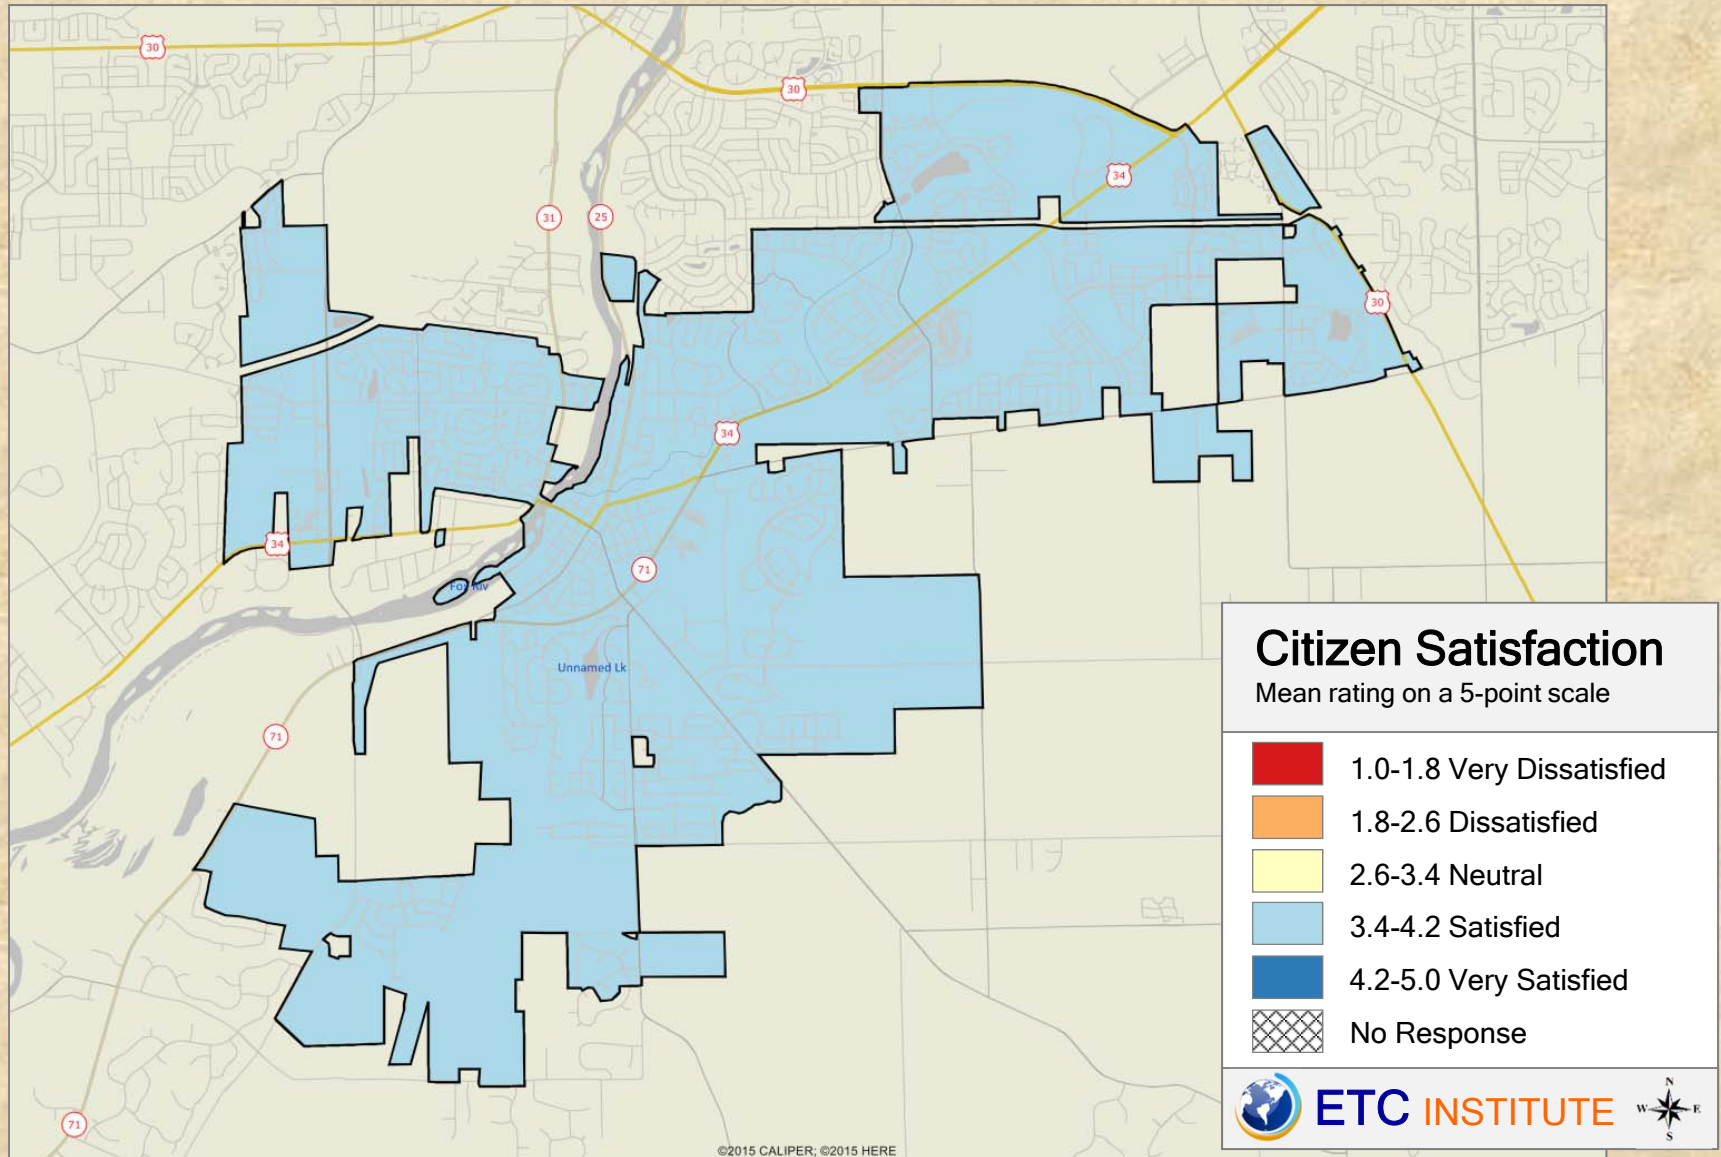 30
30
34
31
25
30
34
34
71
Fox Riv
Unnamed Lk
71
71
©2015 CALIPER; ©2015 HERE
Citizen Satisfaction
Mean rating on a 5-point scale
1.0-1.8 Very Dissatisfied
1.8-2.6 Dissatisfied
2.6-3.4 Neutral
3.4-4.2 Satisfied
4.2-5.0 Very Satisfied
No Response
ETC INSTITUTE
N
W E
S